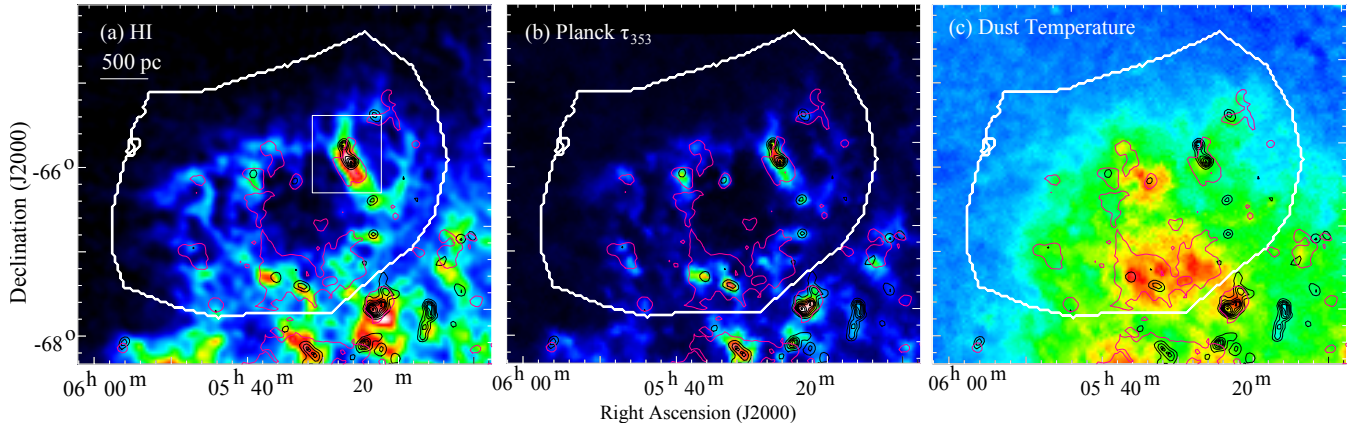 (a) HI
500 pc
(b) Planck τ353
(c) Dust Temperature
Declination (J2000)
-66°
-68°
06h 00m
05h 40m
20m
06h 00m
05h 40m
20m
06h 00m
05h 40m
20m
Right Ascension (J2000)